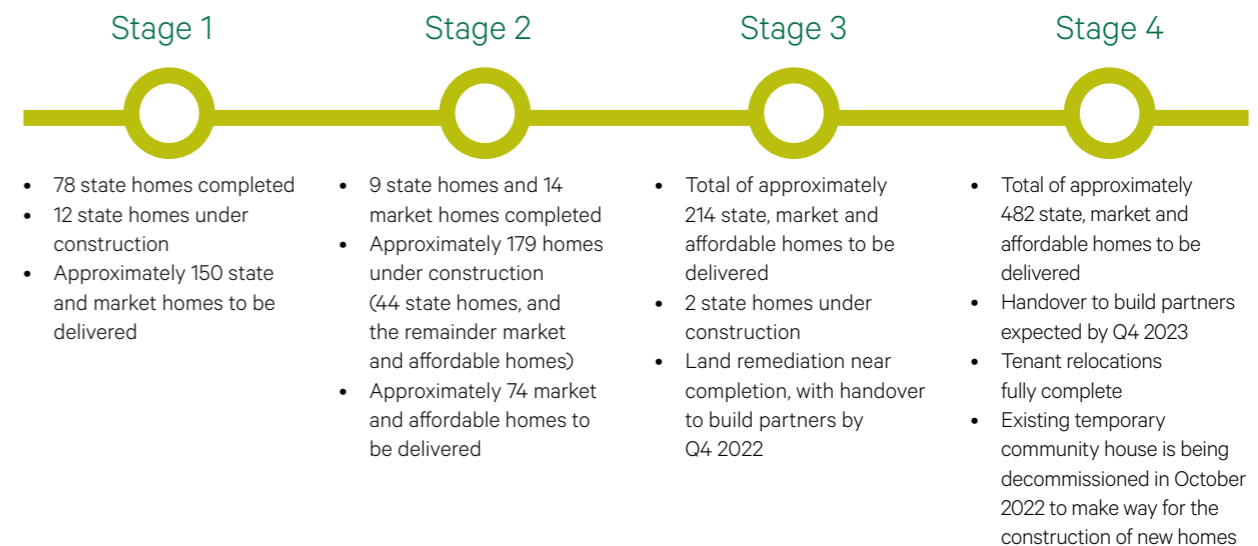 Stage 1
• 78 state homes completed
• 12 state homes under
construction
• Approximately 150 state
and market homes to be
delivered
Stage 2
• 9 state homes and 14
market homes completed
• Approximately 179 homes
under construction
(44 state homes, and
the remainder market
and affordable homes)
• Approximately 74 market
and affordable homes to
be delivered
Stage 3
• Total of approximately
214 state, market and
affordable homes to be
delivered
• 2 state homes under
construction
• Land remediation near
completion, with handover
to build partners by
Q4 2022
Stage 4
• Total of approximately
482 state, market and
affordable homes to be
delivered
• Handover to build partners
expected by Q4 2023
• Tenant relocations
fully complete
• Existing temporary
community house is being
decommissioned in October
2022 to make way for the
construction of new homes